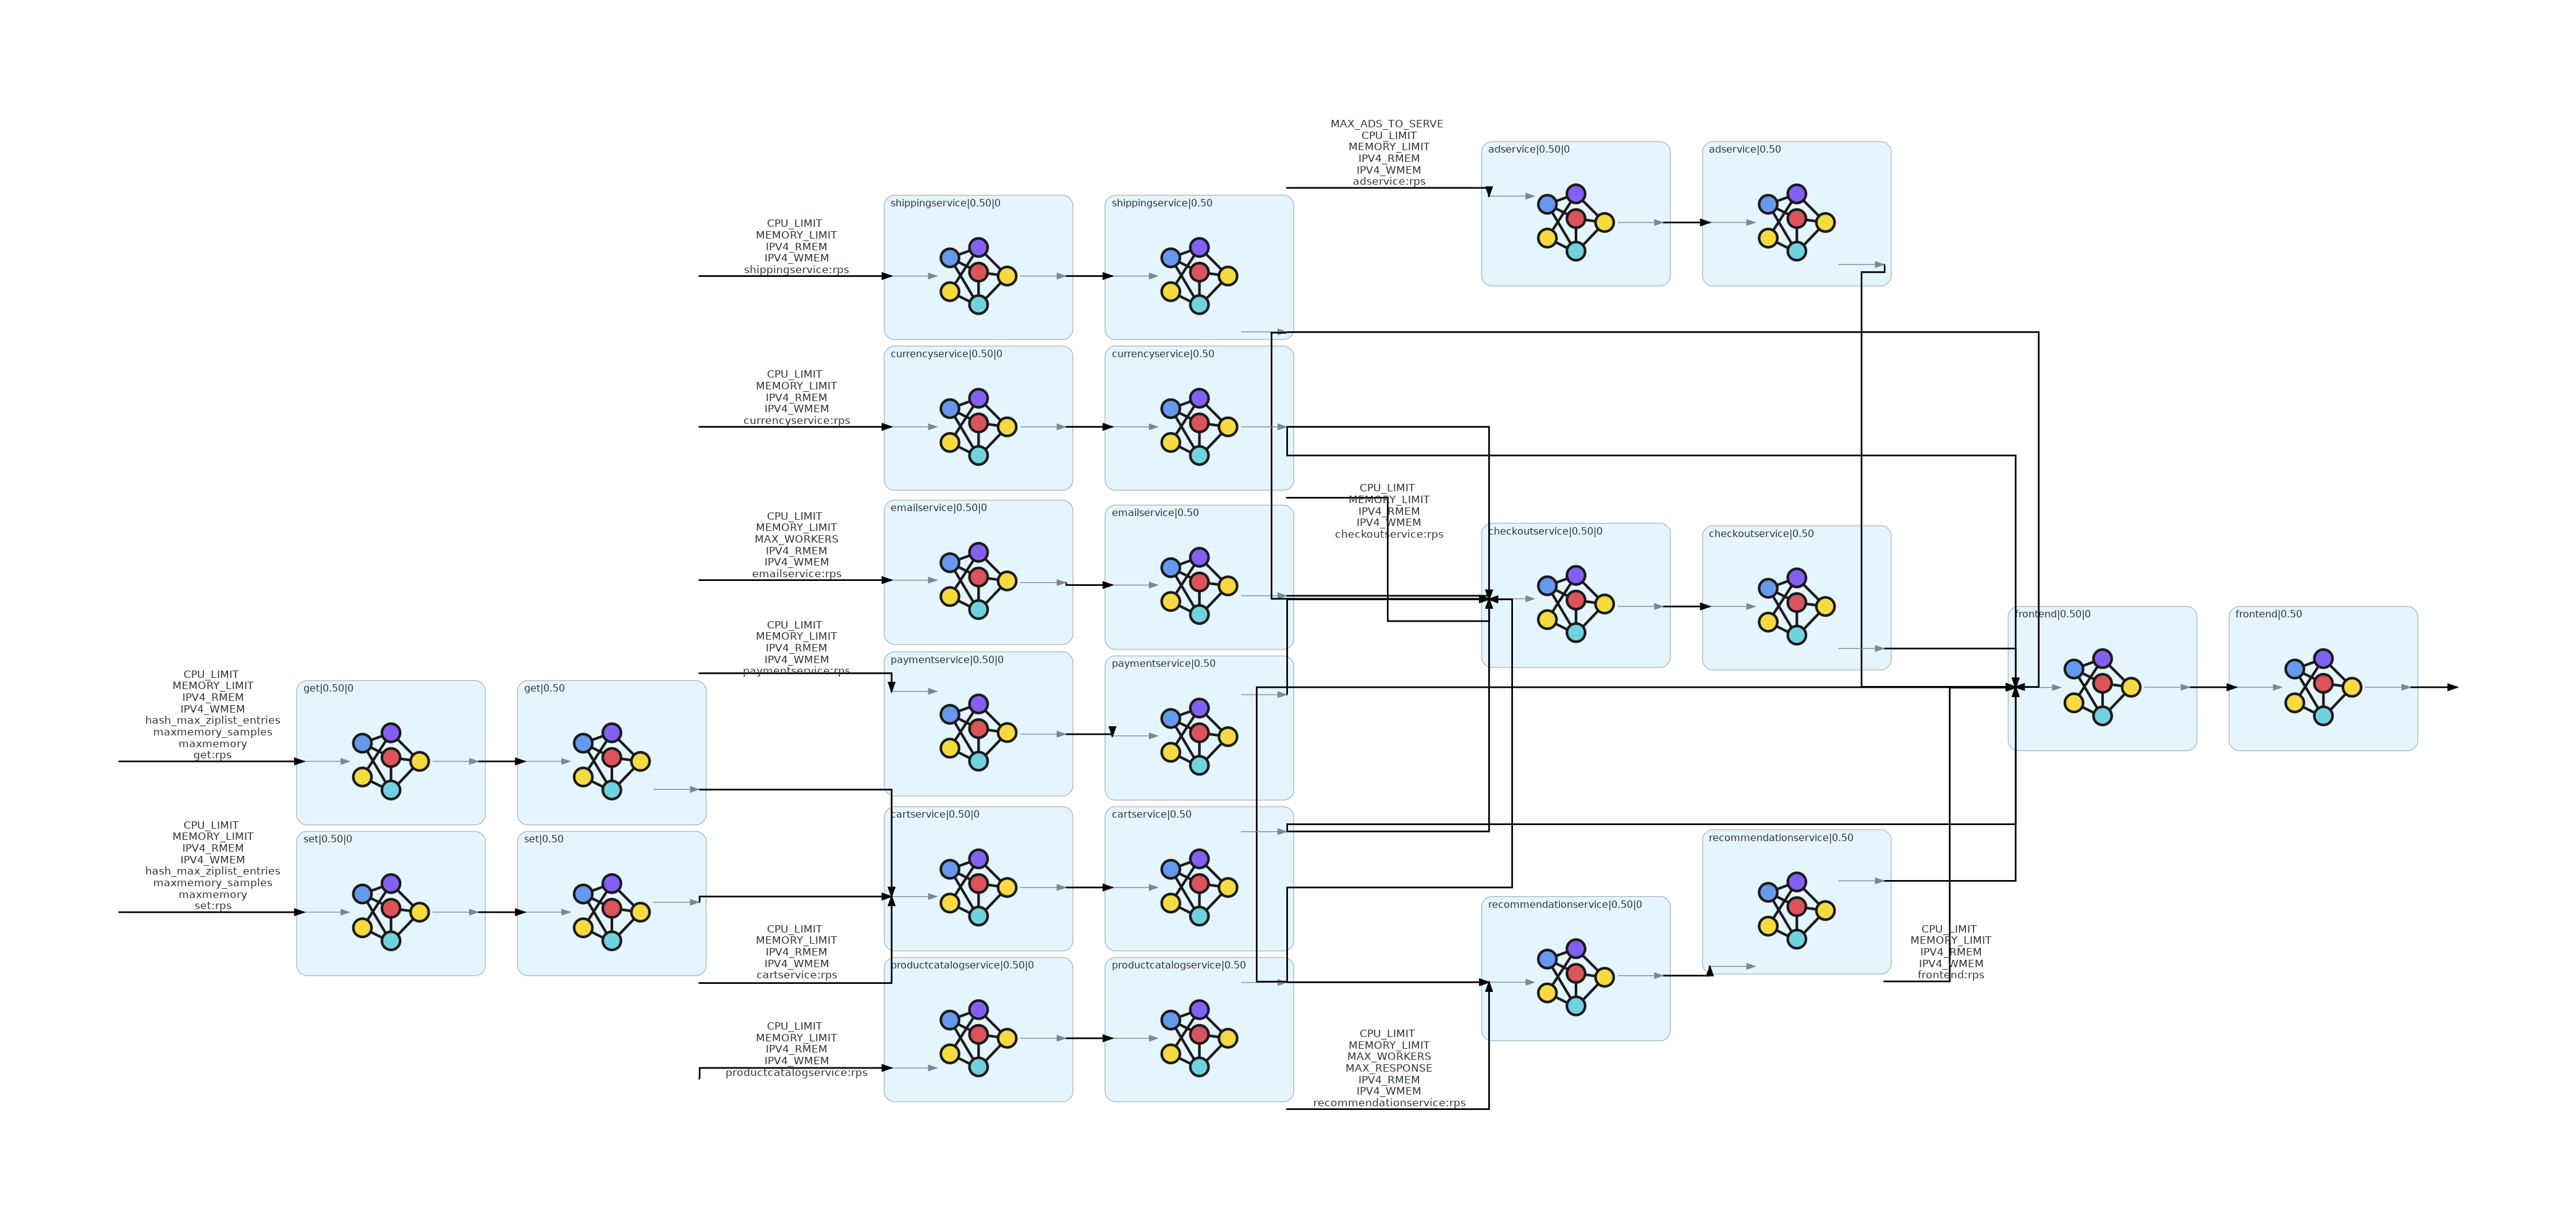 MAX_ADS_TO_SERVE
CPU_LIMIT
MEMORY_LIMIT
IPV4_RMEM
IPV4_WMEM
adservice:rps
adservice|0.50|0
adservice|0.50
CPU_LIMIT
MEMORY_LIMIT
IPV4_RMEM
IPV4_WMEM
shippingservice:rps
shippingservice|0.50|0
shippingservice|0.50
CPU_LIMIT
MEMORY_LIMIT
IPV4_RMEM
IPV4_WMEM
currencyservice:rps
currencyservice|0.50|0
currencyservice|0.50
CPU_LIMIT
MEMORY_LIMIT
MAX_WORKERS
IPV4_RMEM
IPV4_WMEM
emailservice:rps
emailservice|0.50|0
emailservice|0.50
CPU_LIMIT
MEMORY_LIMIT
IPV4_RMEM
IPV4_WMEM
checkoutservice:rps
checkoutservice|0.50|0
checkoutservice|0.50
CPU_LIMIT
MEMORY_LIMIT
IPV4_RMEM
IPV4_WMEM
paymentservice:rps
paymentservice|0.50|0
paymentservice|0.50
frontend|0.50|0
frontend|0.50
CPU_LIMIT
MEMORY_LIMIT
IPV4_RMEM
IPV4_WMEM
hash_max_ziplist_entries
maxmemory_samples
maxmemory
get:rps
get|0.50|0
get|0.50
cartservice|0.50|0
cartservice|0.50
CPU_LIMIT
MEMORY_LIMIT
IPV4_RMEM
IPV4_WMEM
hash_max_ziplist_entries
maxmemory_samples
maxmemory
set:rps
set|0.50|0
set|0.50
recommendationservice|0.50
recommendationservice|0.50|0
CPU_LIMIT
MEMORY_LIMIT
IPV4_RMEM
IPV4_WMEM
cartservice:rps
CPU_LIMIT
MEMORY_LIMIT
IPV4_RMEM
IPV4_WMEM
frontend:rps
productcatalogservice|0.50|0
productcatalogservice|0.50
CPU_LIMIT
MEMORY_LIMIT
IPV4_RMEM
IPV4_WMEM
productcatalogservice:rps
CPU_LIMIT
MEMORY_LIMIT
MAX_WORKERS
MAX_RESPONSE
IPV4_RMEM
IPV4_WMEM
recommendationservice:rps